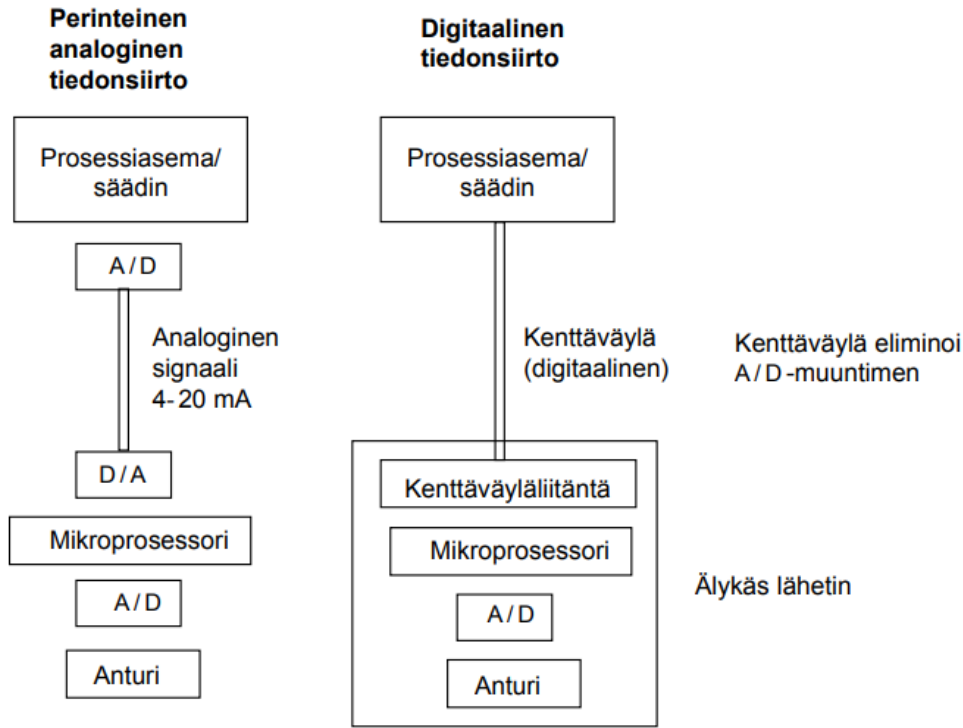 Perinteinen
analoginen
tiedonsiirto
Prosessiasema/
säädin
A / D
Analoginen
signaali
4- 20 mA
D / A
Mikroprosessori
A / D
Anturi
Digitaalinen
tiedonsiirto
Prosessiasema/
säädin
Kenttäväylä
(digitaalinen)
Kenttäväyläliitäntä
Mikroprosessori
A / D
Anturi
Kenttäväylä eliminoi
A / D -muuntimen
Älykäs lähetin